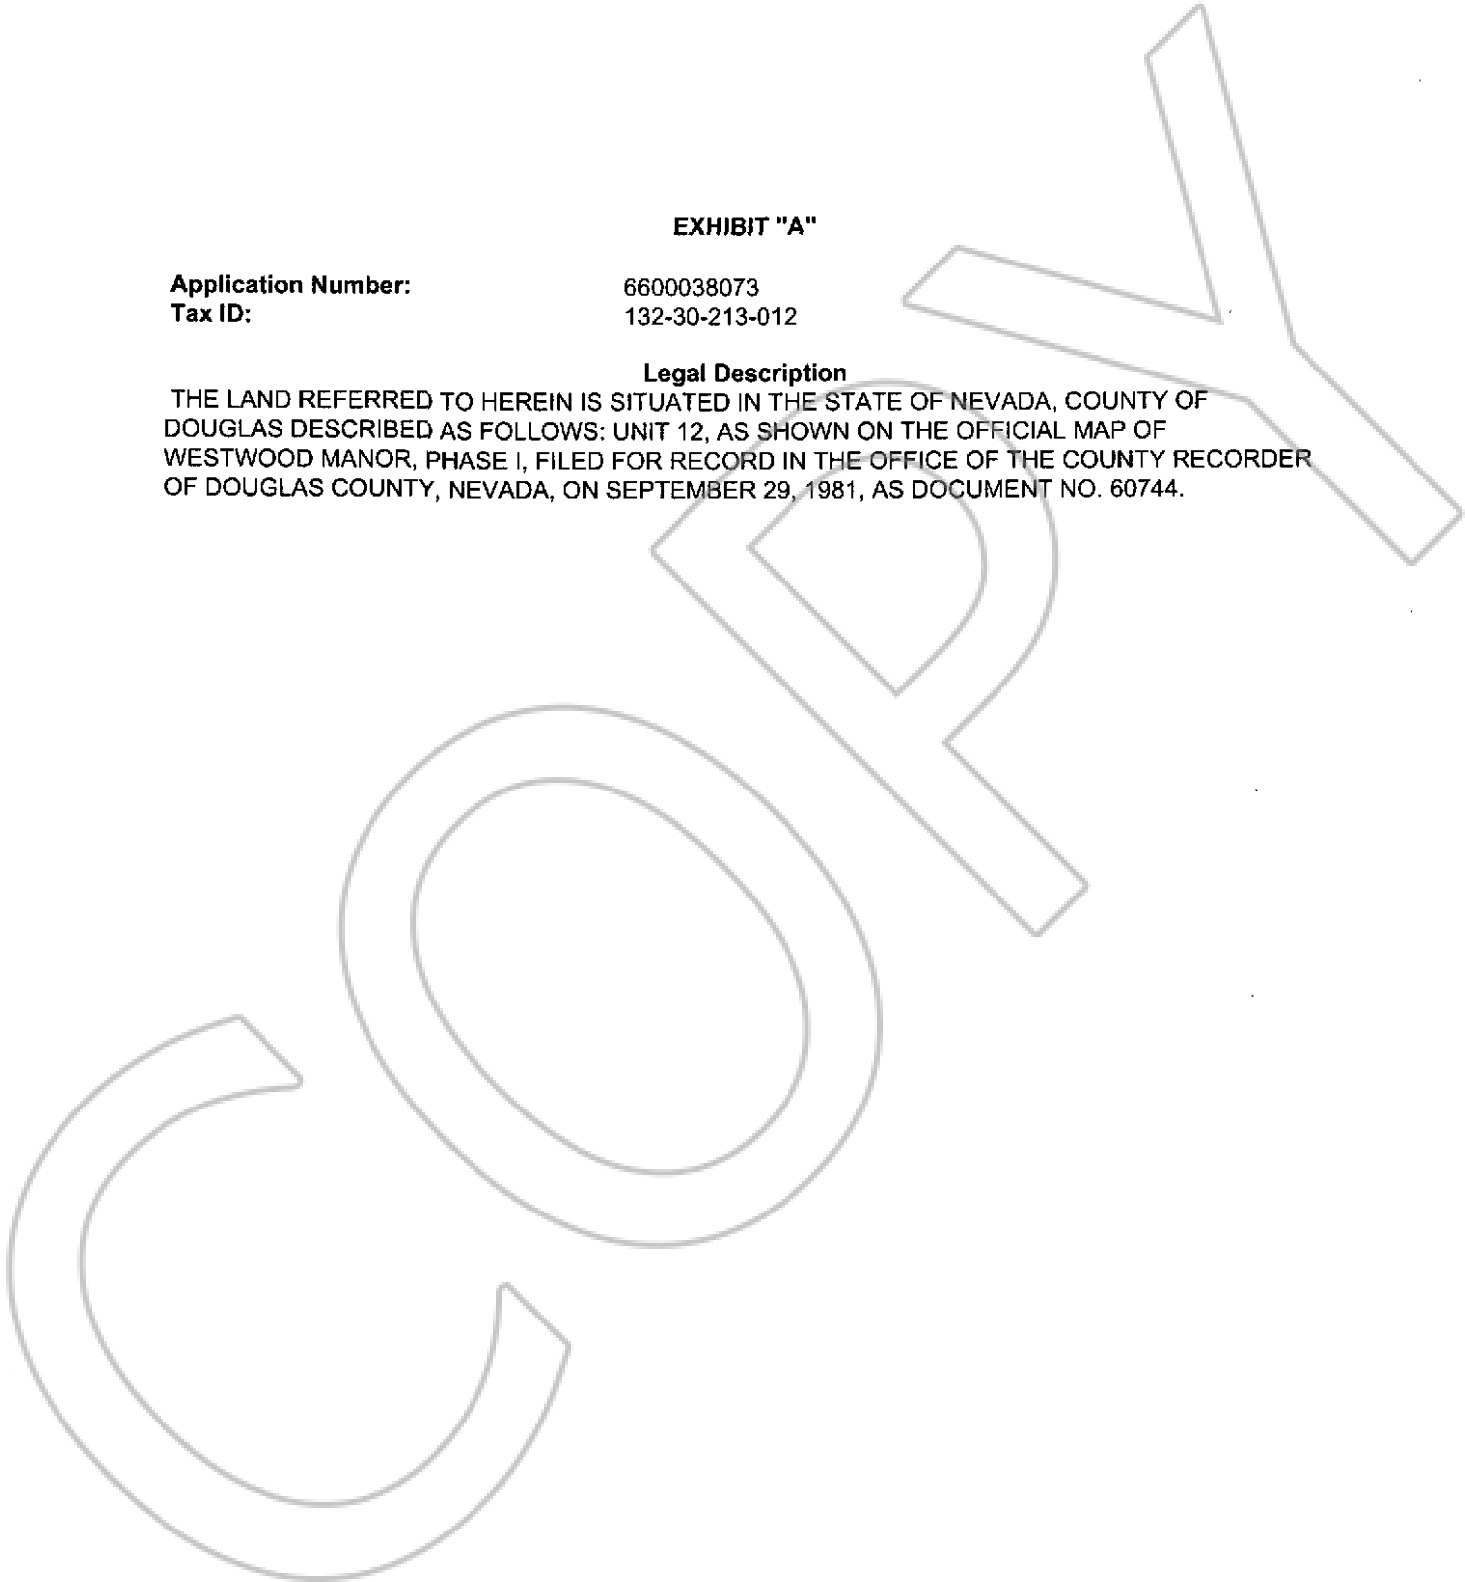 EXHIBIT "A"
Application Number: 6600038073
Tax ID: 132-30-213-012
Legal Description
THE LAND REFERRED TO HEREIN IS SITUATED IN THE STATE OF NEVADA, COUNTY OF
DOUGLAS DESCRIBED AS FOLLOWS: UNIT 12, AS SHOWN ON THE OFFICIAL MAP OF
WESTWOOD MANOR, PHASE I, FILED FOR RECORD IN THE OFFICE OF THE COUNTY RECORDER
OF DOUGLAS COUNTY, NEVADA, ON SEPTEMBER 29, 1981, AS DOCUMENT NO. 60744.
COPY